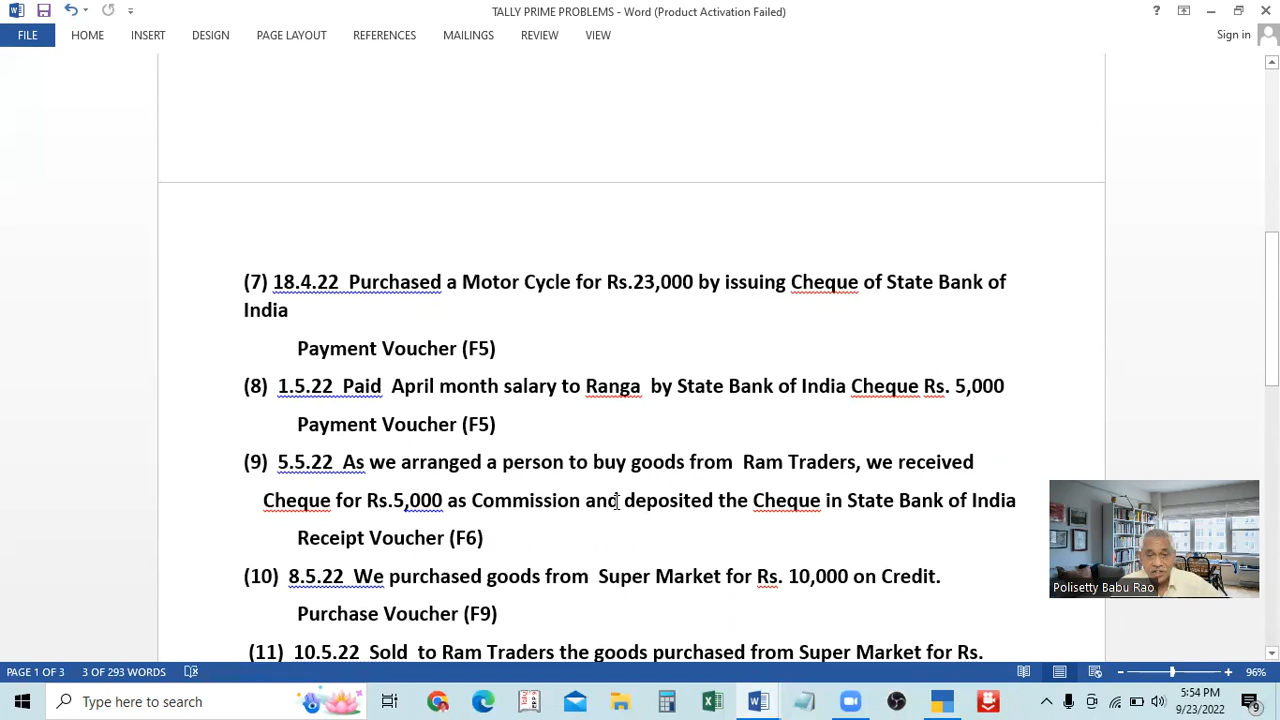 TALLY PRIME PROBLEMS - Word (Product Activation Failed)
FILE HOME INSERT DESIGN PAGE LAYOUT REFERENCES MAILINGS REVIEW VIEW Sign in
(7) 18.4.22 Purchased a Motor Cycle for Rs.23,000 by issuing Cheque of State Bank of
India
Payment Voucher (F5)
(8) 1.5.22 Paid April month salary to Ranga by State Bank of India Cheque Rs. 5,000
Payment Voucher (F5)
(9) 5.5.22 As we arranged a person to buy goods from Ram Traders, we received
Cheque for Rs.5,000 as Commission and deposited the Cheque in State Bank of India
Receipt Voucher (F6)
(10) 8.5.22 We purchased goods from Super Market for Rs. 10,000 on Credit.
Purchase Voucher (F9)
(11) 10.5.22 Sold to Ram Traders the goods purchased from Super Market for Rs.
Polisetty Babu Rao
PAGE 1 OF 3 3 OF 293 WORDS 96%
Type here to search
5:54 PM
9/23/2022
9